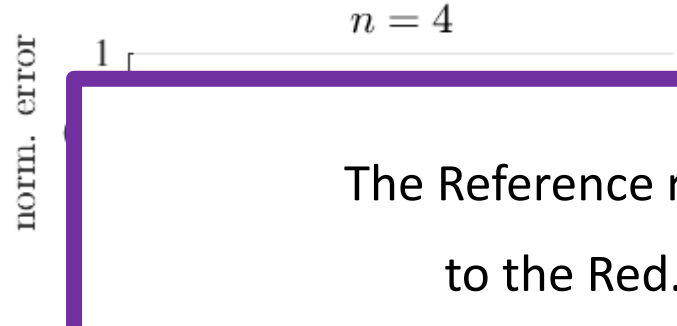 n = 4
1
norm. error
The Reference
to the Red.